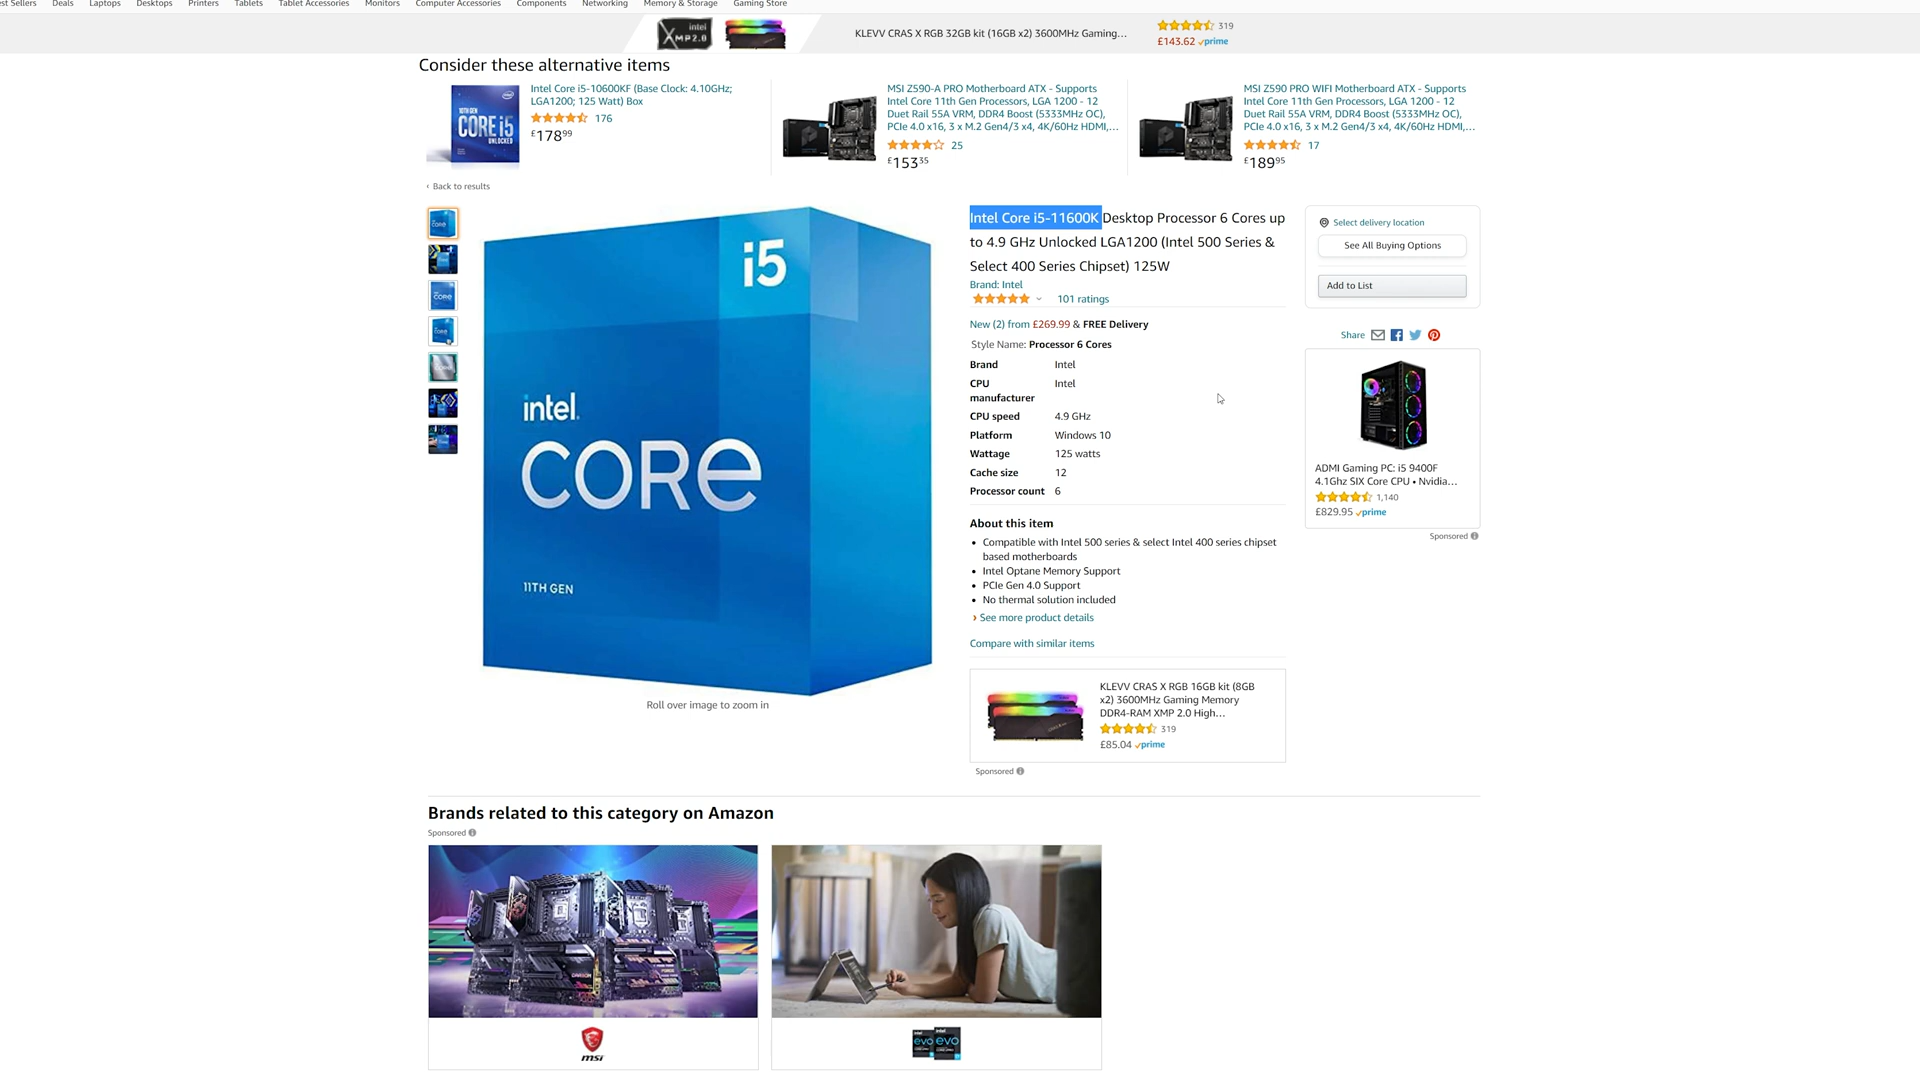 est Sellers Deals Laptops Desktops Printers Tablets Tablet Accessories Monitors Computer Accessories Components Networking Memory & Storage Gaming Store
intel
XMP2.0
KLEVV CRAS X RGB 32GB kit (16GB x2) 3600MHz Gaming...
319
£143.62 prime
Consider these alternative items
10TH GEN
CORE i5
UNLOCKED
Intel Core i5-10600KF (Base Clock: 4.10GHz;
LGA1200; 125 Watt) Box
176
£178 99
MSI Z590-A PRO Motherboard ATX - Supports
Intel Core 11th Gen Processors, LGA 1200 - 12
Duet Rail 55A VRM, DDR4 Boost (5333MHz OC),
PCIe 4.0 x16, 3 x M.2 Gen4/3 x4, 4K/60Hz HDMI,...
25
£153 35
MSI Z590 PRO WIFI Motherboard ATX - Supports
Intel Core 11th Gen Processors, LGA 1200 - 12
Duet Rail 55A VRM, DDR4 Boost (5333MHz OC),
PCIe 4.0 x16, 3 x M.2 Gen4/3 x4, 4K/60Hz HDMI,...
17
£189 95
‹ Back to results
i5
intel.
CORE
11TH GEN
Roll over image to zoom in
Intel Core i5-11600K Desktop Processor 6 Cores up
to 4.9 GHz Unlocked LGA1200 (Intel 500 Series &
Select 400 Series Chipset) 125W
Brand: Intel
101 ratings
New (2) from £269.99 & FREE Delivery
Style Name: Processor 6 Cores
Brand Intel
CPU manufacturer Intel
CPU speed 4.9 GHz
Platform Windows 10
Wattage 125 watts
Cache size 12
Processor count 6
About this item
• Compatible with Intel 500 series & select Intel 400 series chipset
based motherboards
• Intel Optane Memory Support
• PCIe Gen 4.0 Support
• No thermal solution included
› See more product details
Compare with similar items
KLEVV CRAS X RGB 16GB kit (8GB
x2) 3600MHz Gaming Memory
DDR4-RAM XMP 2.0 High...
319
£85.04 prime
Sponsored
Select delivery location
See All Buying Options
Add to List
Share
ADMI Gaming PC: i5 9400F
4.1Ghz SIX Core CPU • Nvidia...
1,140
£829.95 prime
Sponsored
Brands related to this category on Amazon
Sponsored
msi
intel
evo
intel
evo